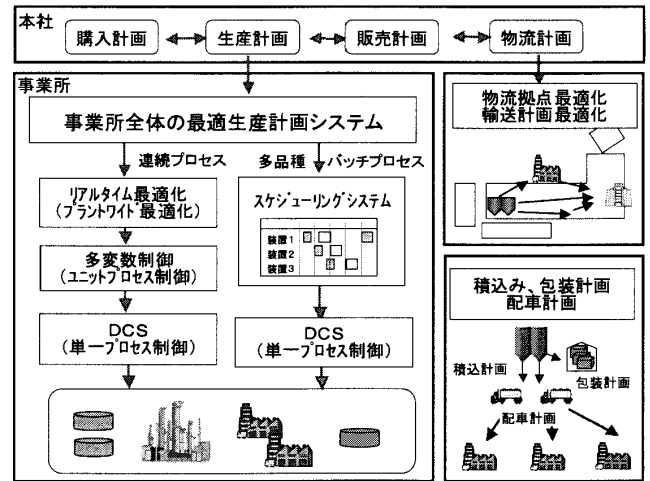 本社
購入計画
生産計画
販売計画
物流計画
事業所
事業所全体の最適生産計画システム
連続プロセス
多品種
バッチプロセス
リアルタイム最適化
(プラントワイド最適化)
スケジューリングシステム
装置1
装置2
装置3
多変数制御
(ユニットプロセス制御)
DCS
(単一プロセス制御)
DCS
(単一プロセス制御)
物流拠点最適化
輸送計画最適化
積込み、包装計画
配車計画
積込計画
包装計画
配車計画